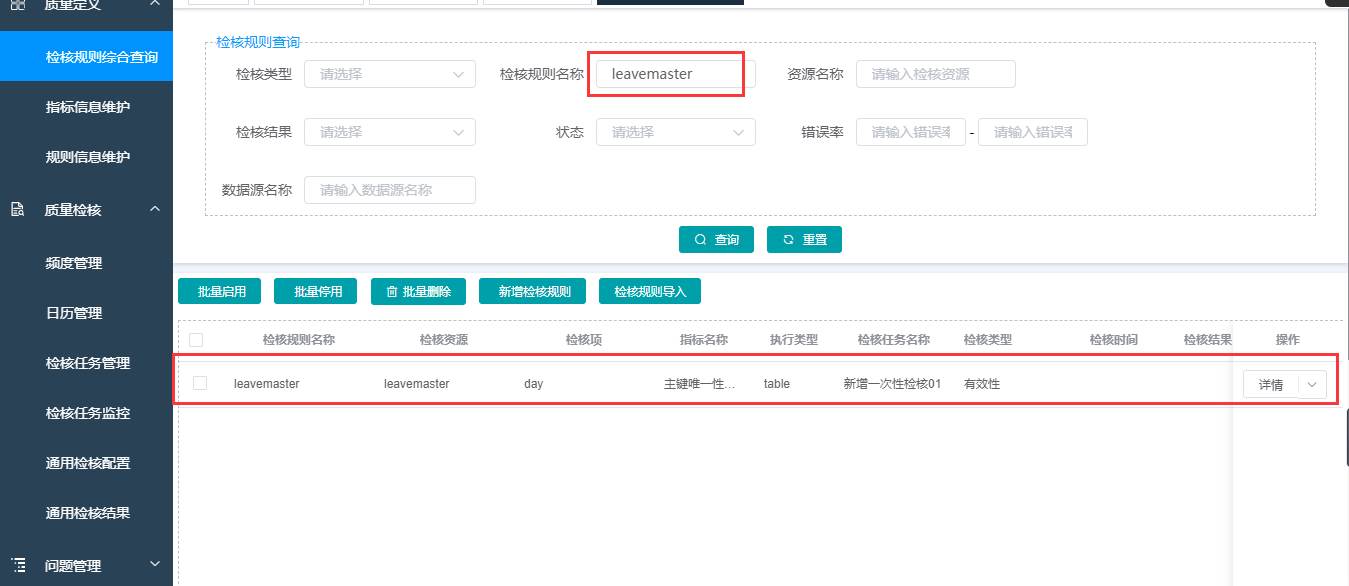 质量定义
检核规则综合查询
指标信息维护
规则信息维护
质量检核
频度管理
日历管理
检核任务管理
检核任务监控
通用检核配置
通用检核结果
问题管理
检核规则查询
检核类型 请选择 检核规则名称 leavemaster 资源名称 请输入检核资源
检核结果 请选择 状态 请选择 错误率 请输入错误率 - 请输入错误率
数据源名称 请输入数据源名称
查询 重置
批量启用 批量停用 批量删除 新增检核规则 检核规则导入
检核规则名称 检核资源 检核项 指标名称 执行类型 检核任务名称 检核类型 检核时间 检核结果 操作
leavemaster leavemaster day 主键唯一性... table 新增一次性检核01 有效性 详情